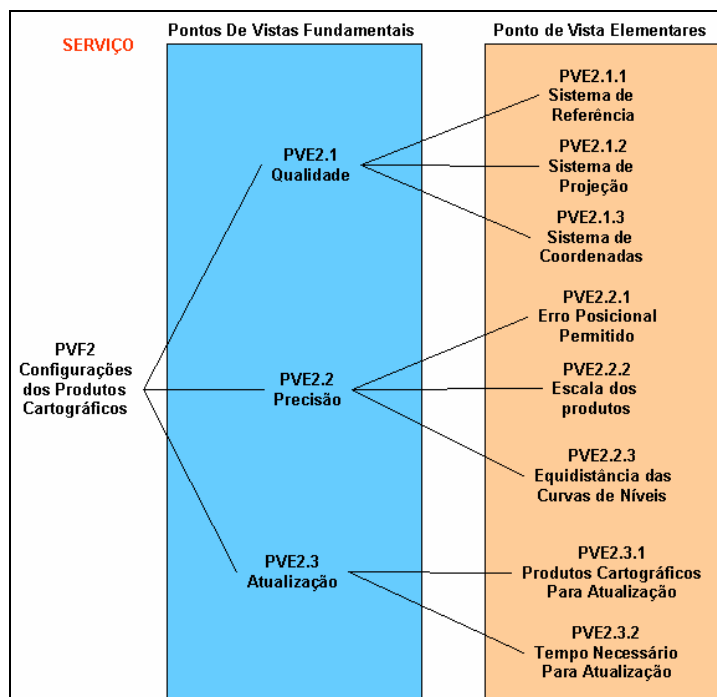 SERVIÇO
Pontos De Vistas Fundamentais
Ponto de Vista Elementares
PVF2
Configurações
dos Produtos
Cartográficos
PVE2.1
Qualidade
PVE2.1.1
Sistema de
Referência
PVE2.1.2
Sistema de
Projeção
PVE2.1.3
Sistema de
Coordenadas
PVE2.2
Precisão
PVE2.2.1
Erro Posicional
Permitido
PVE2.2.2
Escala dos
produtos
PVE2.2.3
Equidistância das
Curvas de Níveis
PVE2.3
Atualização
PVE2.3.1
Produtos Cartográficos
Para Atualização
PVE2.3.2
Tempo Necessário
Para Atualização